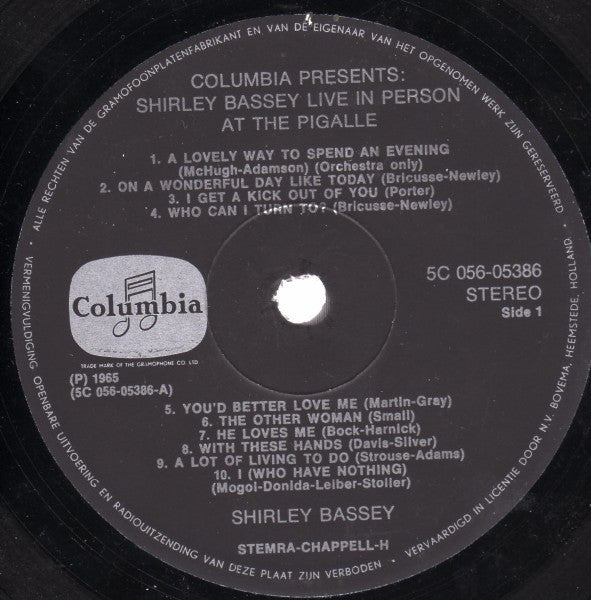 ALLE RECHTEN VAN DE GRAMOFOONPLATENFABRIKANT EN VAN DE EIGENAAR VAN HET OPGENOMEN WERK ZIJN GERESERVEERD
COLUMBIA PRESENTS:
SHIRLEY BASSEY LIVE IN PERSON
AT THE PIGALLE
1. A LOVELY WAY TO SPEND AN EVENING
(McHugh-Adamson) (Orchestra only)
2. ON A WONDERFUL DAY LIKE TODAY (Bricusse-Newley)
3. I GET A KICK OUT OF YOU (Porter)
4. WHO CAN I TURN TO? (Bricusse-Newley)
Columbia
TRADE MARK OF THE GRAMOPHONE CO. LTD
(P) 1965
(5C 056-05386-A)
5C 056-05386
STEREO
Side 1
5. YOU'D BETTER LOVE ME (Martin-Gray)
6. THE OTHER WOMAN (Small)
7. HE LOVES ME (Bock-Harnick)
8. WITH THESE HANDS (Davis-Silver)
9. A LOT OF LIVING TO DO (Strouse-Adams)
10. I (WHO HAVE NOTHING)
(Mogol-Donida-Leiber-Stoller)
SHIRLEY BASSEY
STEMRA-CHAPPELL-H
VERMENIGVULDIGING OPENBARE UITVOERING EN RADIOUITZENDING VAN DEZE PLAAT ZIJN VERBODEN • VERVAARDIGD IN LICENTIE DOOR N.V. BOVEMA, HEEMSTEDE, HOLLAND.